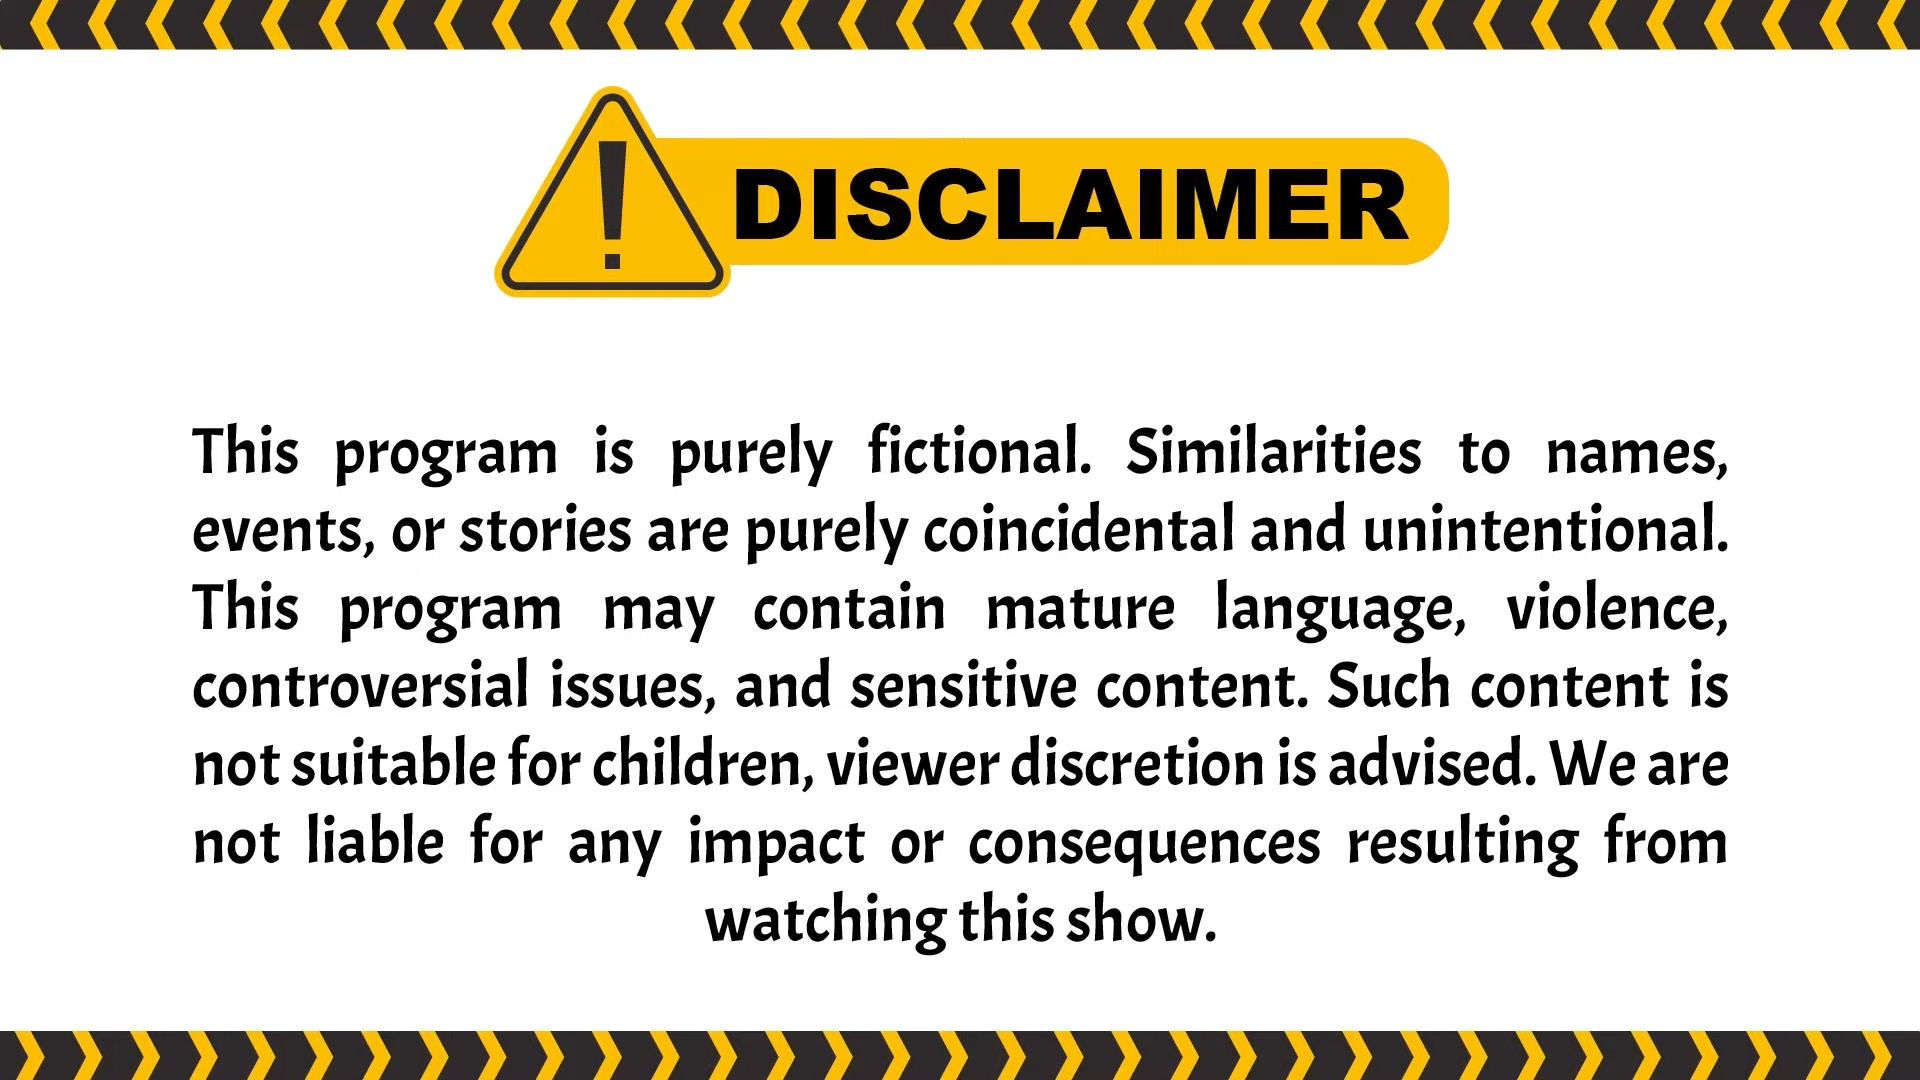 DISCLAIMER
This program is purely fictional. Similarities to names,
events, or stories are purely coincidental and unintentional.
This program may contain mature language, violence,
controversial issues, and sensitive content. Such content is
not suitable for children, viewer discretion is advised. We are
not liable for any impact or consequences resulting from
watching this show.